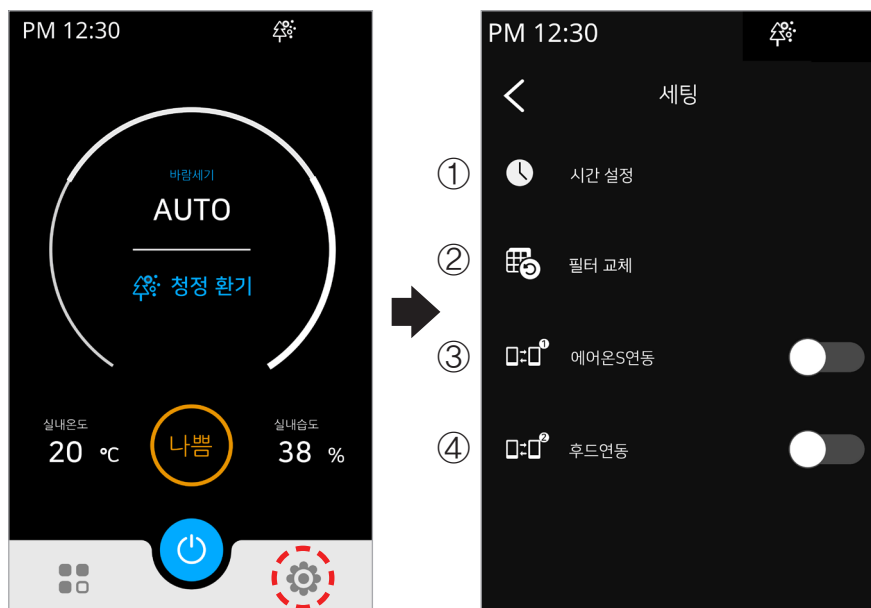 PM 12:30
바람세기
AUTO
청정 환기
실내온도
20 ℃
나쁨
실내습도
38 %
PM 12:30
세팅
① 시간 설정
② 필터 교체
③ 1 에어온S연동
④ 2 후드연동